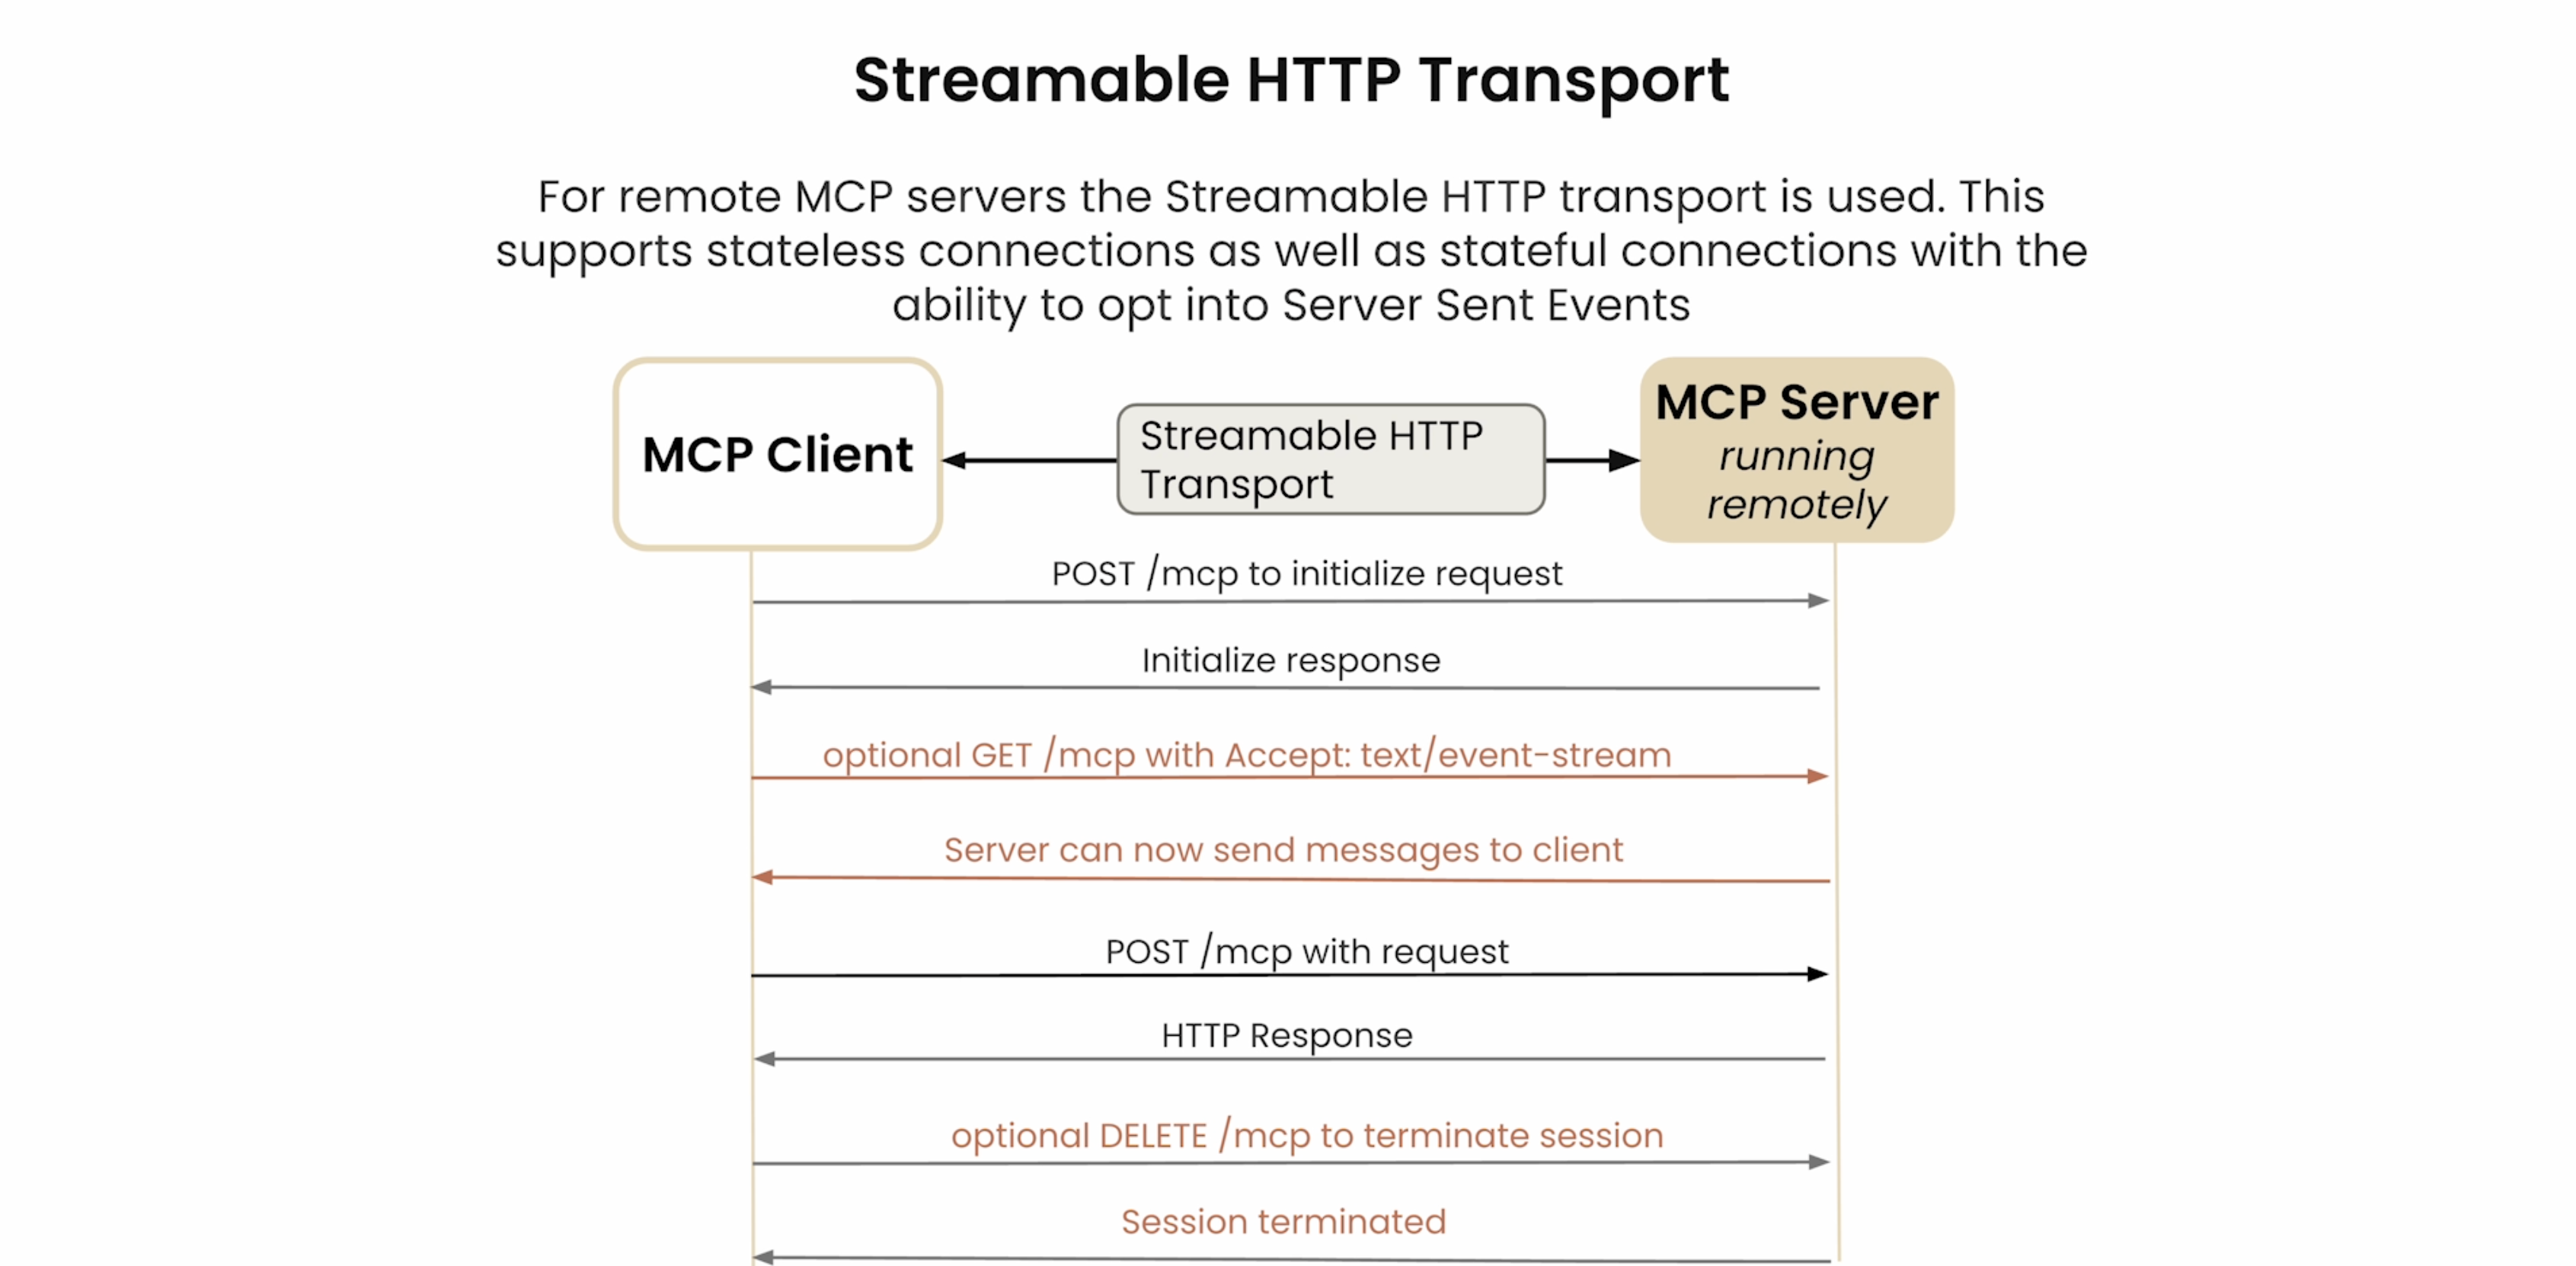 Streamable HTTP Transport
For remote MCP servers the Streamable HTTP transport is used. This
supports stateless connections as well as stateful connections with the
ability to opt into Server Sent Events
MCP Client
Streamable HTTP
Transport
MCP Server
running
remotely
POST /mcp to initialize request
Initialize response
optional GET /mcp with Accept: text/event-stream
Server can now send messages to client
POST /mcp with request
HTTP Response
optional DELETE /mcp to terminate session
Session terminated